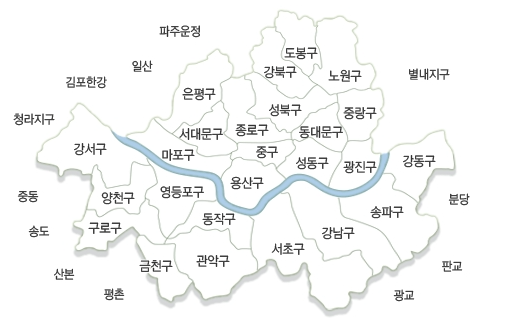 파주운정
도봉구
강북구
노원구
일산
별내지구
김포한강
은평구
성북구
중랑구
청라지구
서대문구
종로구
동대문구
강서구
마포구
중구
성동구
광진구
강동구
중동
양천구
영등포구
용산구
분당
송파구
송도
구로구
동작구
강남구
서초구
산본
금천구
관악구
판교
평촌
광교